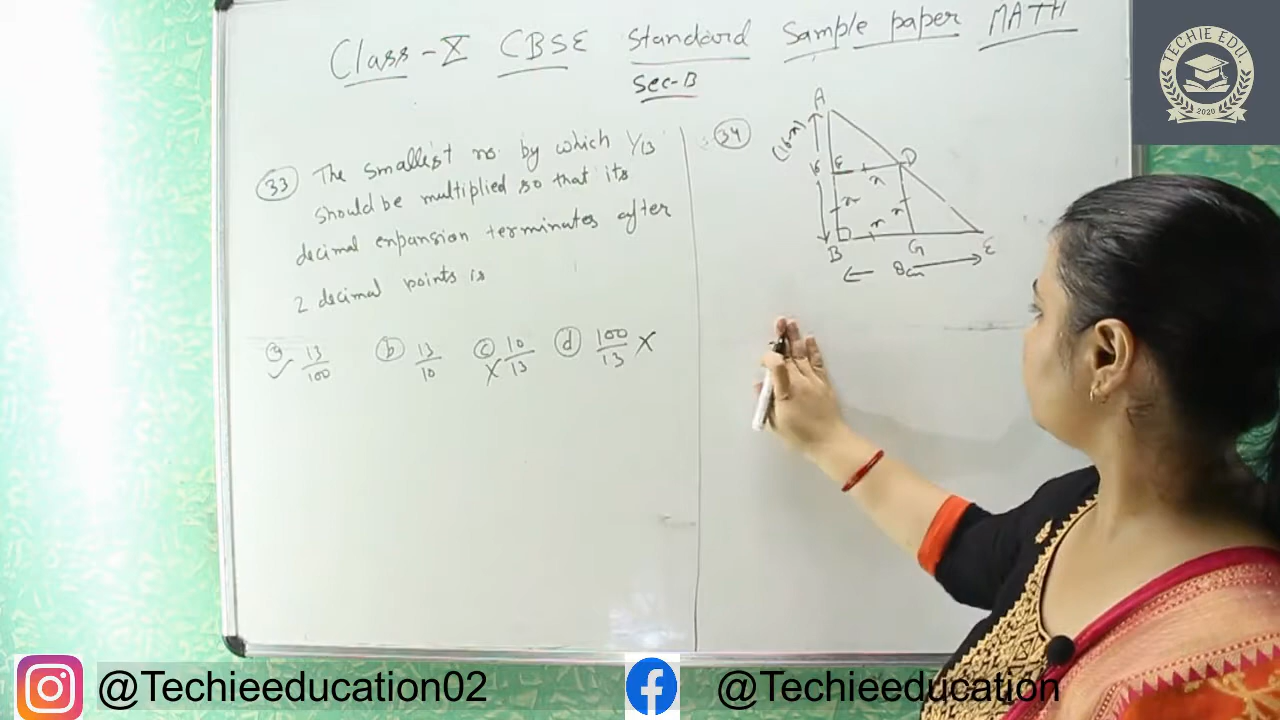 Class-X CBSE Standard Sample paper MATH
Sec-B
33 The smallest no. by which 1/13
should be multiplied so that its
decimal expansion terminates after
2 decimal points is
a 13/100 b 13/10 c 10/13 d 100/13
34
A
E D
x
x x
x
B G E
8cm
TECHIE EDU.
2020
@Techieeducation02
@Techieeducation